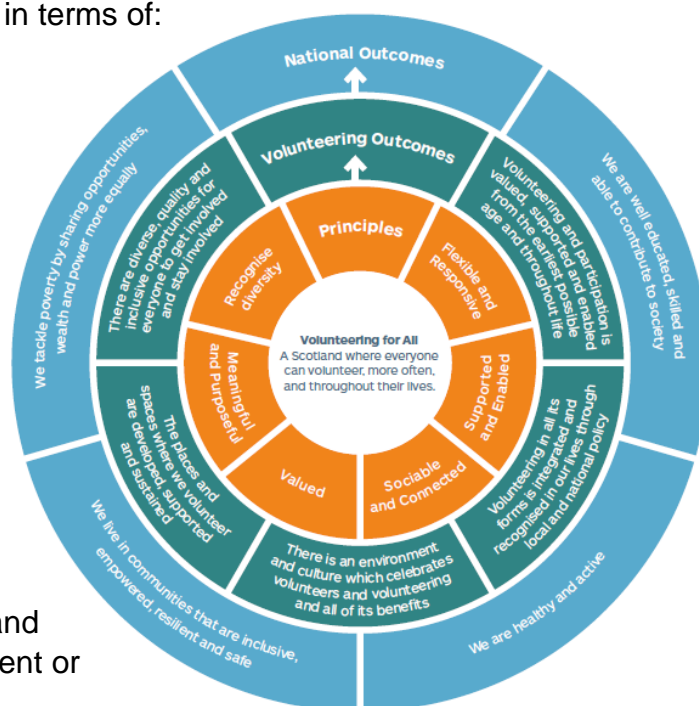 in terms of:
National Outcomes
We are well educated, skilled and
able to contribute to society
We are healthy and active
We live in communities that are inclusive,
empowered, resilient and safe
We tackle poverty by sharing opportunities,
wealth and power more equally
Volunteering Outcomes
Volunteering and participation is
valued, supported and enabled
from the earliest possible
age and throughout life
Volunteering in all its
forms is integrated and
recognised in our lives through
local and national policy
There is an environment
and culture which celebrates
volunteers and volunteering
and all of its benefits
The places and
spaces where we volunteer
are developed, supported
and sustained
There are diverse, quality and
inclusive opportunities for
everyone to get involved
and stay involved
Principles
Flexible and
Responsive
Supported
and Enabled
Sociable
and Connected
Valued
Meaningful
and Purposeful
Recognise
diversity
Volunteering for All
A Scotland where everyone
can volunteer, more often,
and throughout their lives.
and
ent or